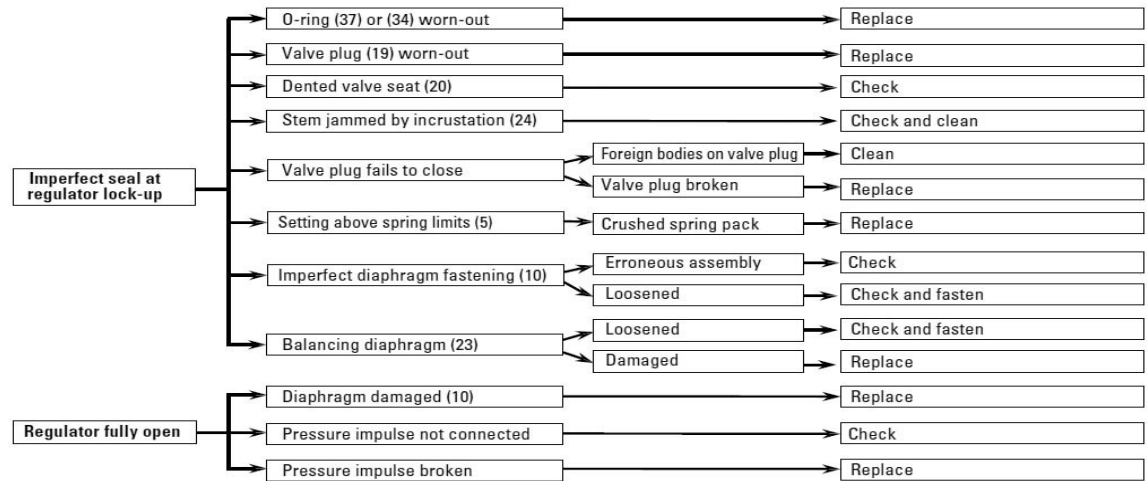 O-ring (37) or (34) worn-out
Replace
Valve plug (19) worn-out
Replace
Dented valve seat (20)
Check
Stem jammed by incrustation (24)
Check and clean
Imperfect seal at
regulator lock-up
Valve plug fails to close
Foreign bodies on valve plug
Clean
Valve plug broken
Replace
Setting above spring limits (5)
Crushed spring pack
Replace
Imperfect diaphragm fastening (10)
Erroneous assembly
Check
Loosened
Check and fasten
Balancing diaphragm (23)
Loosened
Check and fasten
Damaged
Replace
Regulator fully open
Diaphragm damaged (10)
Replace
Pressure impulse not connected
Check
Pressure impulse broken
Replace